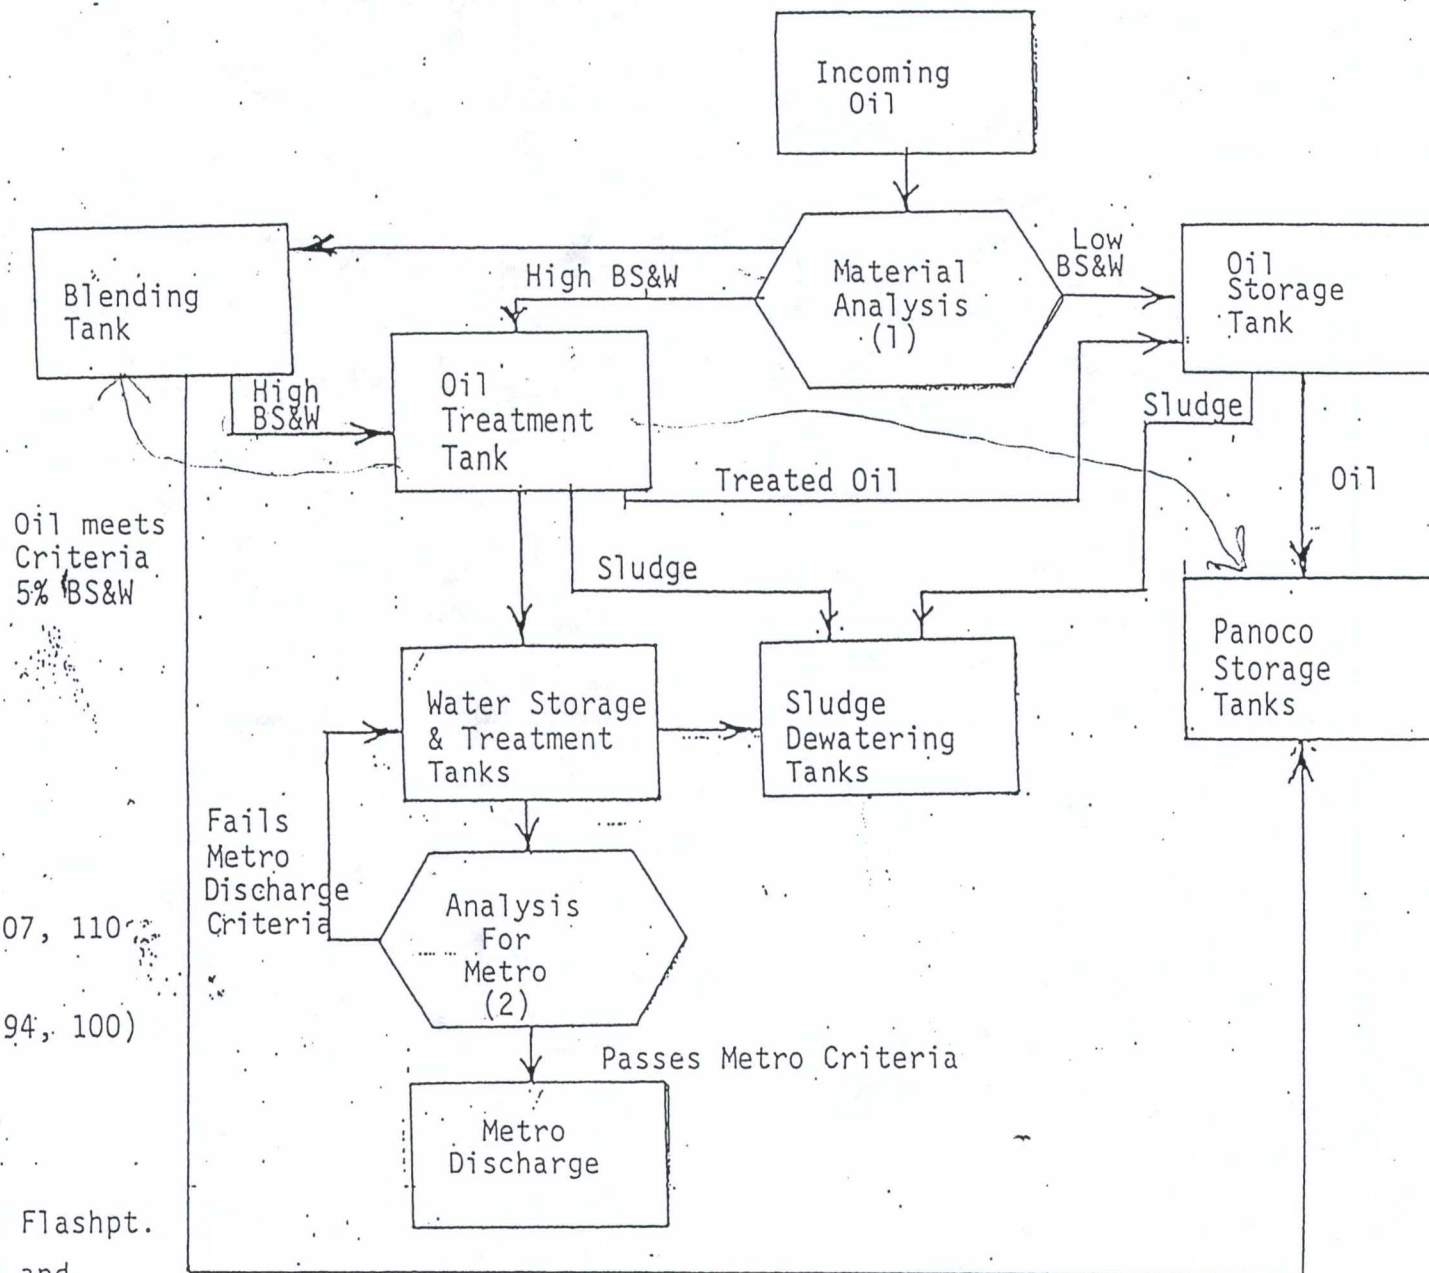 Incoming
Oil
Blending
Tank
High BS&W
Material
Analysis
(1)
Low
BS&W
Oil
Storage
Tank
High
BS&W
Oil
Treatment
Tank
Sludge
Treated Oil
Oil
Oil meets
Criteria
5% BS&W
Sludge
Water Storage
& Treatment
Tanks
Sludge
Dewatering
Tanks
Panoco
Storage
Tanks
Fails
Metro
Discharge
Criteria
07, 110
94, 100)
Analysis
For
Metro
(2)
Passes Metro Criteria
Metro
Discharge
Flashpt.
and